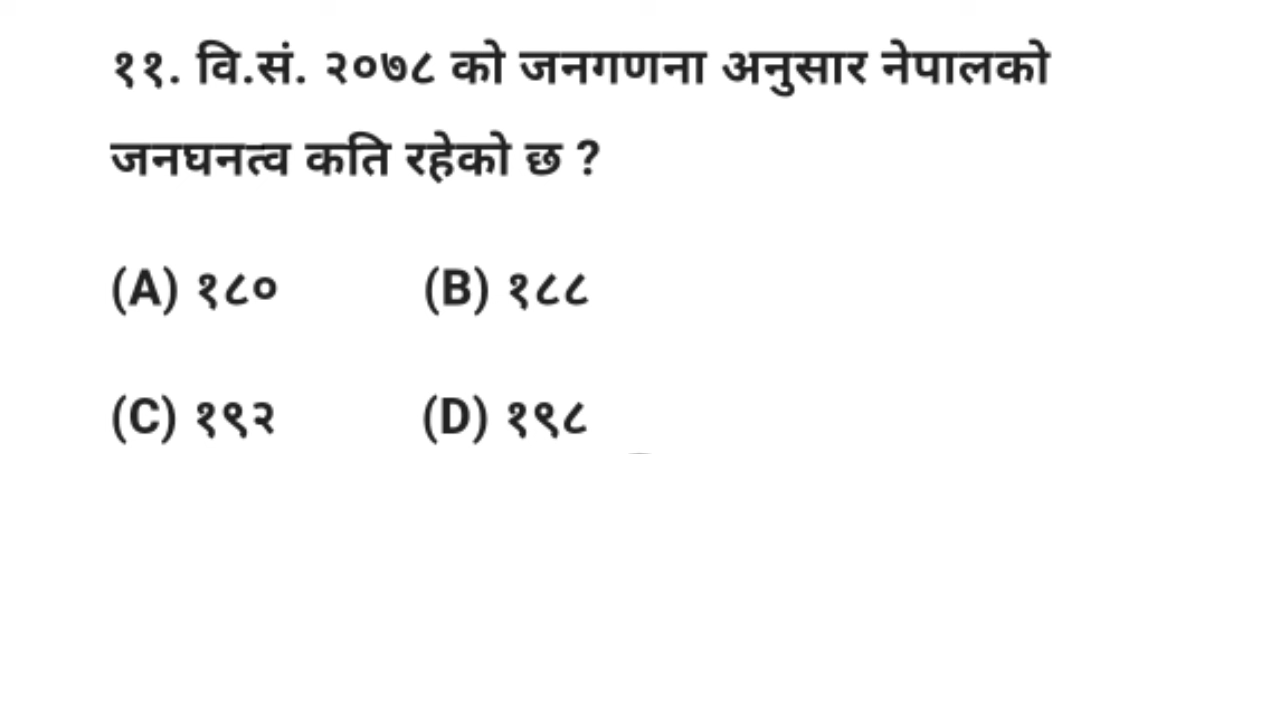 ११. वि.सं. २०७८ को जनगणना अनुसार नेपालको
जनघनत्व कति रहेको छ ?
(A) १८० (B) १८८
(C) १९२ (D) १९८